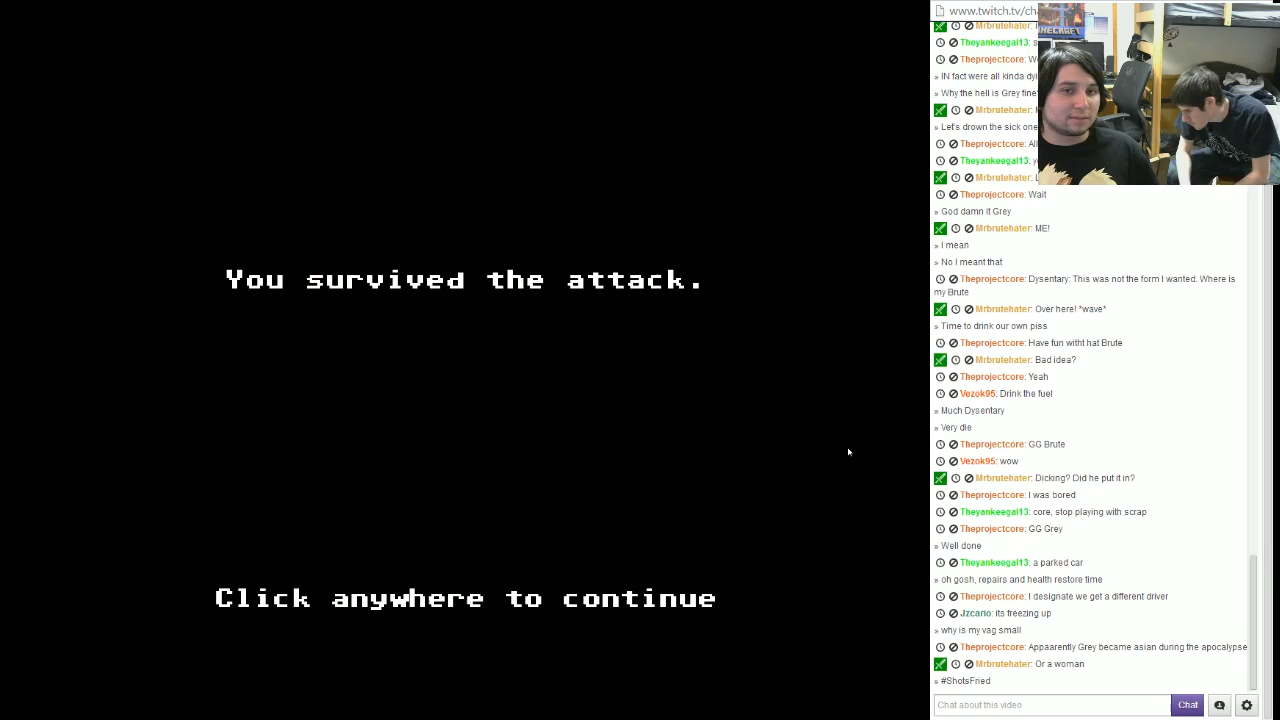 www.twitch.tv/ch
MINECRAFT
Mrbrutehater:
Theyankeegal13: s
Theprojectcore: W
» IN fact were all kinda dyi
» Why the hell is Grey fine
Mrbrutehater:
» Let's drown the sick one
Theprojectcore: All
Theyankeegal13: y
Mrbrutehater:
Theprojectcore: Wait
» God damn it Grey
Mrbrutehater: ME!
» I mean
» No I meant that
Theprojectcore: Dysentary: This was not the form I wanted. Where is
my Brute
Mrbrutehater: Over here! *wave*
» Time to drink our own piss
Theprojectcore: Have fun witht hat Brute
Mrbrutehater: Bad idea?
Theprojectcore: Yeah
Vezok95: Drink the fuel
» Much Dysentary
» Very die
Theprojectcore: GG Brute
Vezok95: wow
Mrbrutehater: Dicking? Did he put it in?
Theprojectcore: I was bored
Theyankeegal13: core, stop playing with scrap
Theprojectcore: GG Grey
» Well done
Theyankeegal13: a parked car
» oh gosh, repairs and health restore time
Theprojectcore: I designate we get a different driver
Jzcario: its freezing up
» why is my vag small
Theprojectcore: Appaarently Grey became asian during the apocalypse
Mrbrutehater: Or a woman
» #ShotsFried
Chat about this video
Chat
You survived the attack.
Click anywhere to continue